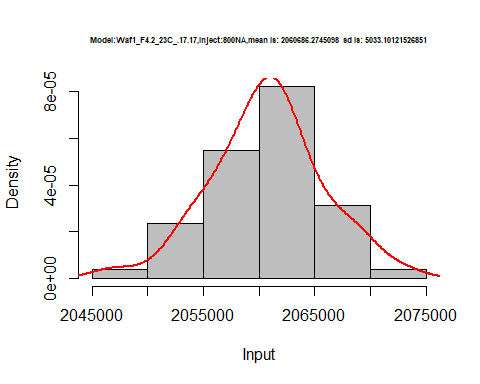 Model:Waf1_F4.2_23C_.17.17,Inject:800NA,mean is: 2060686.2745098 sd is: 5033.10121526851
8e-05
4e-05
0e+00
Density
2045000 2055000 2065000 2075000
Input